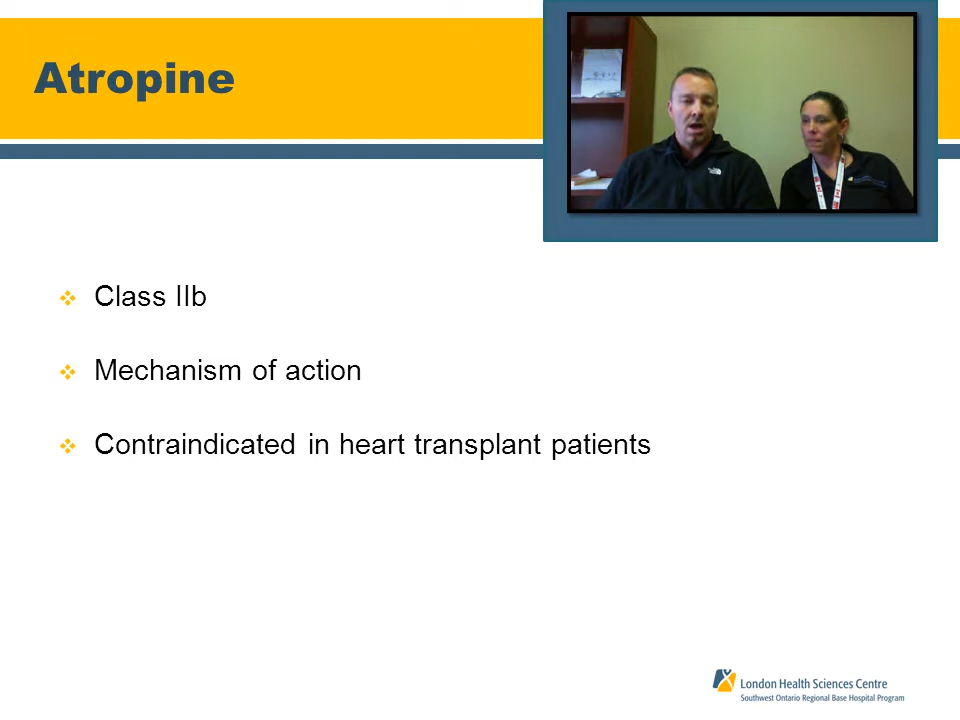 Atropine
Class IIb
Mechanism of action
Contraindicated in heart transplant patients
London Health Sciences Centre
Southwest Ontario Regional Base Hospital Program